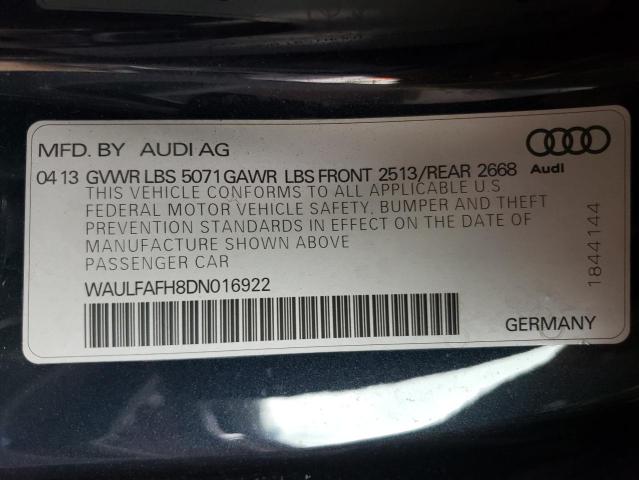 MFD. BY AUDI AG
04 13 GVWR LBS 5071 GAWR LBS FRONT 2513/REAR 2668
THIS VEHICLE CONFORMS TO ALL APPLICABLE U.S
FEDERAL MOTOR VEHICLE SAFETY, BUMPER AND THEFT
PREVENTION STANDARDS IN EFFECT ON THE DATE OF
MANUFACTURE SHOWN ABOVE
PASSENGER CAR
WAULFAFH8DN016922
Audi
1844144
GERMANY